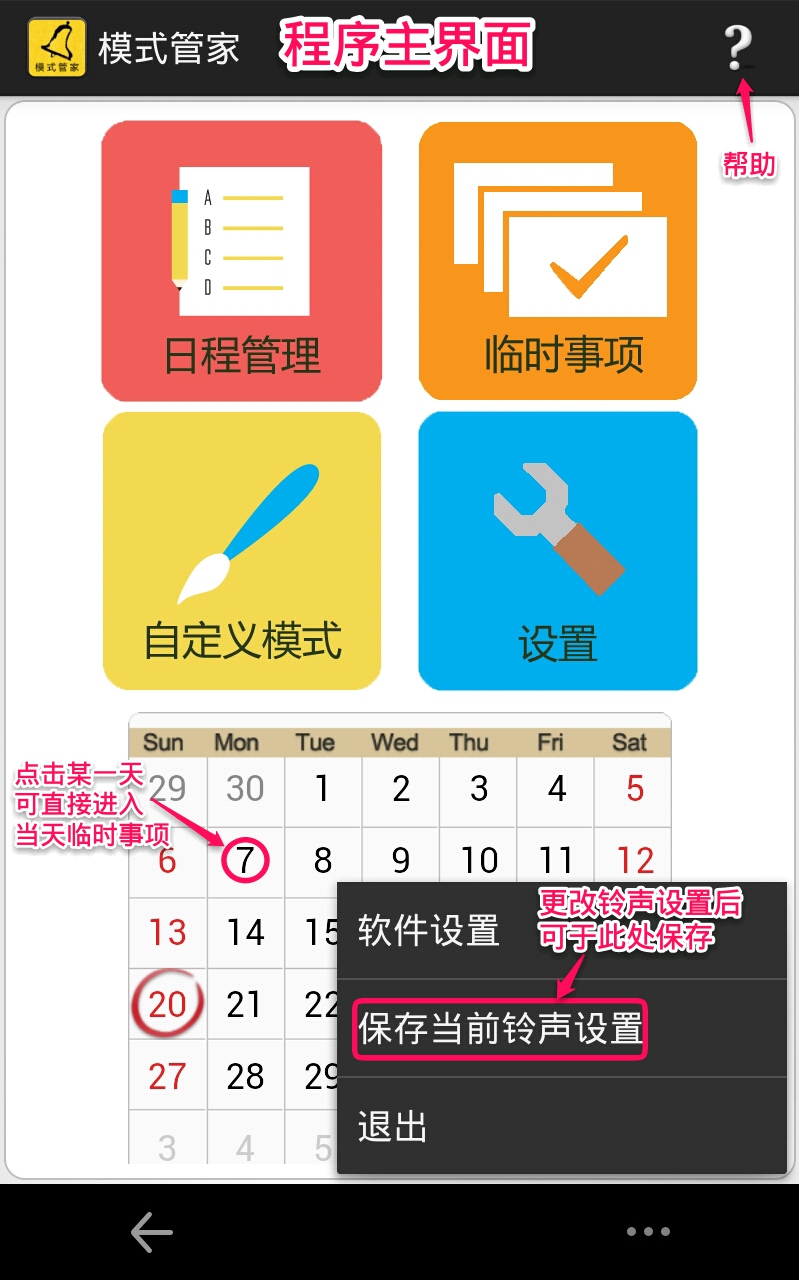 模式管家
模式管家
程序主界面
?
帮助
A
B
C
D
日程管理
临时事项
自定义模式
设置
Sun Mon Tue Wed Thu Fri Sat
点击某一天
可直接进入
当天临时事项
29 30 1 2 3 4 5
6 7 8 9 10 11 12
13 14 15
20 21 22
27 28 29
3 4 5
更改铃声设置后
可于此处保存
软件设置
保存当前铃声设置
退出